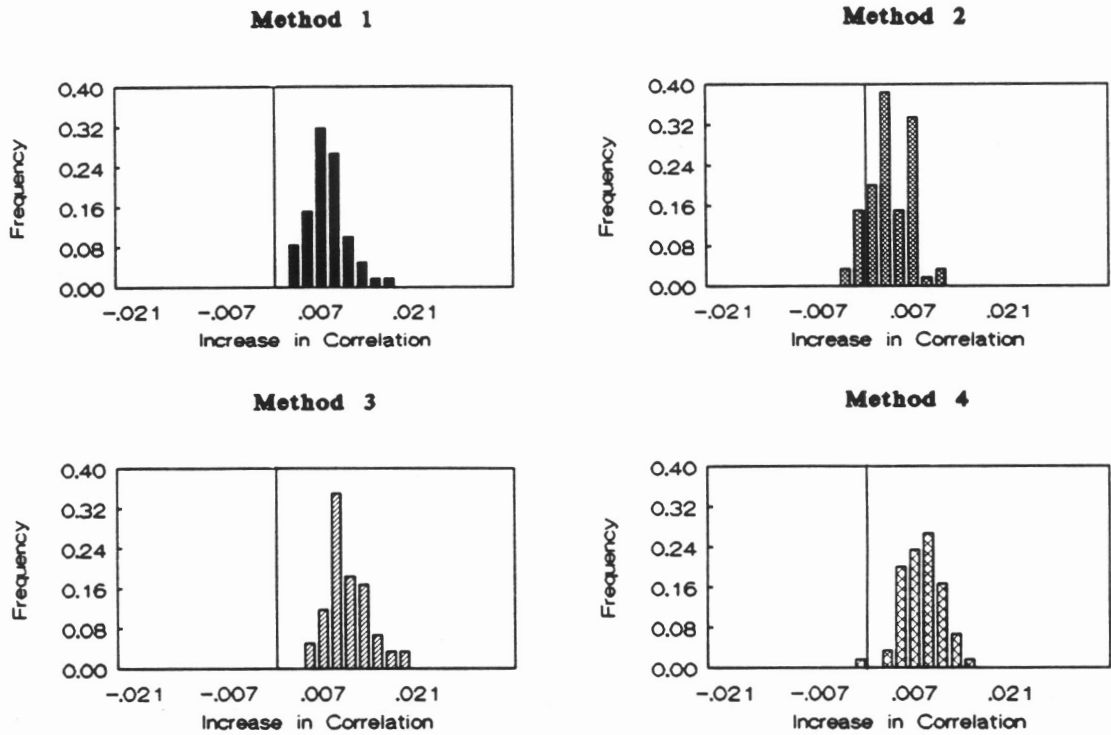 Method 1
0.40
0.32
0.24
0.16
0.08
0.00
Frequency
-.021 -.007 .007 .021
Increase in Correlation
Method 2
0.40
0.32
0.24
0.16
0.08
0.00
Frequency
-.021 -.007 .007 .021
Increase in Correlation
Method 3
0.40
0.32
0.24
0.16
0.08
0.00
Frequency
-.021 -.007 .007 .021
Increase in Correlation
Method 4
0.40
0.32
0.24
0.16
0.08
0.00
Frequency
-.021 -.007 .007 .021
Increase in Correlation